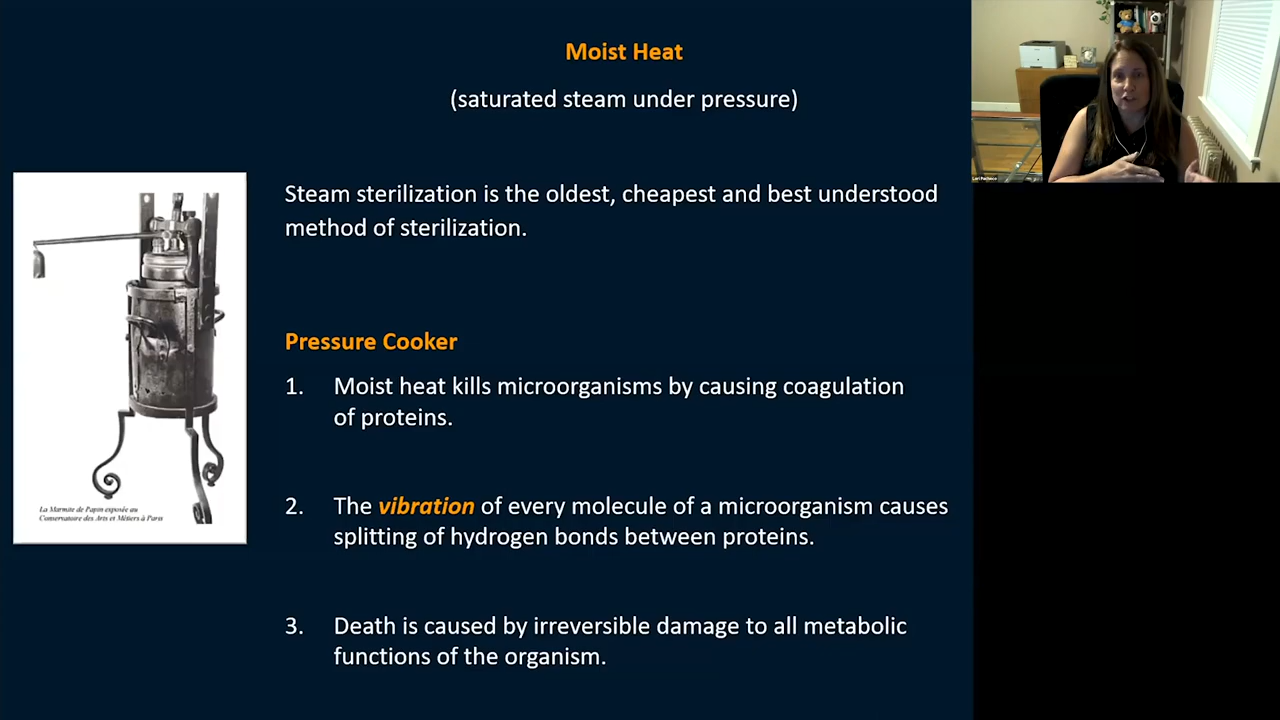 Moist Heat
(saturated steam under pressure)
Steam sterilization is the oldest, cheapest and best understood
method of sterilization.
Pressure Cooker
1. Moist heat kills microorganisms by causing coagulation
of proteins.
2. The vibration of every molecule of a microorganism causes
splitting of hydrogen bonds between proteins.
3. Death is caused by irreversible damage to all metabolic
functions of the organism.
La Marmite de Papin exposée au
Conservatoire des Arts et Métiers à Paris
Lori Pacheco